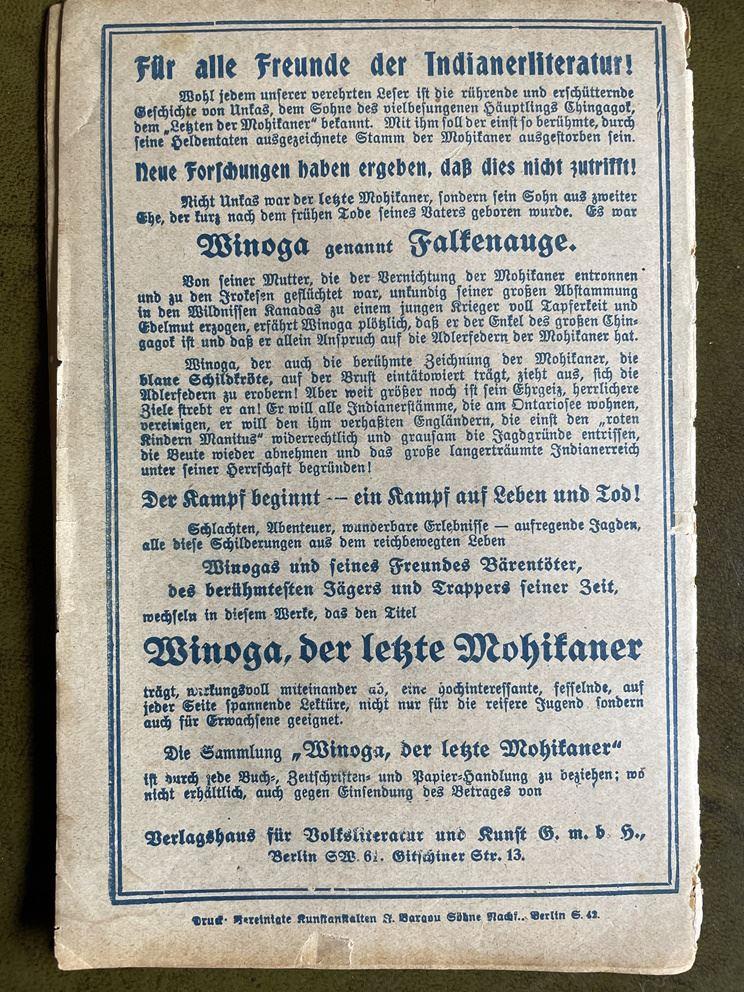 Für alle Freunde der Indianerliteratur!
Wohl jedem unserer verehrten Leser ist die rührende und erschütternde
Geschichte von Unkas, dem Sohne des vielbesungenen Häuptlings Chingagok,
dem „Letzten der Mohikaner“ bekannt. Mit ihm soll der einst so berühmte, durch
seine Heldentaten ausgezeichnete Stamm der Mohikaner ausgestorben sein.
Neue Forschungen haben ergeben, daß dies nicht zutrifft!
Nicht Unkas war der letzte Mohikaner, sondern sein Sohn aus zweiter
Ehe, der kurz nach dem frühen Tode seines Vaters geboren wurde. Es war
Winoga genannt Falkenauge.
Von seiner Mutter, die der Vernichtung der Mohikaner entronnen
und zu den Irokesen geflüchtet war, unkundig seiner großen Abstammung
in den Wildnissen Kanadas zu einem jungen Krieger voll Tapferkeit und
Edelmut erzogen, erfährt Winoga plötzlich, daß er der Enkel des großen Chin-
gagok ist und daß er allein Anspruch auf die Adlerfedern der Mohikaner hat.
Winoga, der auch die berühmte Zeichnung der Mohikaner, die
blaue Schildkröte, auf der Brust eintätowiert trägt, zieht aus, sich die
Adlerfedern zu erobern! Aber weit größer noch ist sein Ehrgeiz, herrlichere
Ziele strebt er an! Er will alle Indianerstämme, die am Ontariosee wohnen,
vereinigen, er will den ihm verhaßten Engländern, die einst den „roten
Kindern Manitus“ widerrechtlich und grausam die Jagdgründe entrissen,
die Beute wieder abnehmen und das große langerträumte Indianerreich
unter seiner Herrschaft begründen!
Der Kampf beginnt — ein Kampf auf Leben und Tod!
Schlachten, Abenteuer, wunderbare Erlebnisse — aufregende Jagden,
alle diese Schilderungen aus dem reichbewegten Leben
Winogas und seines Freundes Bärentöter,
des berühmtesten Jägers und Trappers seiner Zeit,
wechseln in diesem Werke, das den Titel
Winoga, der letzte Mohikaner
trägt, wirkungsvoll miteinander ab, eine hochinteressante, fesselnde, auf
jeder Seite spannende Lektüre, nicht nur für die reifere Jugend sondern
auch für Erwachsene geeignet.
Die Sammlung „Winoga, der letzte Mohikaner“
ist durch jede Buch-, Zeitschriften- und Papier-Handlung zu beziehen; wo
nicht erhältlich, auch gegen Einsendung des Betrages von
Verlagshaus für Volksliteratur und Kunst G. m. b H.,
Berlin SW. 61. Gitschiner Str. 13.
Druck: Vereinigte Kunstanstalten A. Bargou Söhne Nachf., Berlin S. 42.